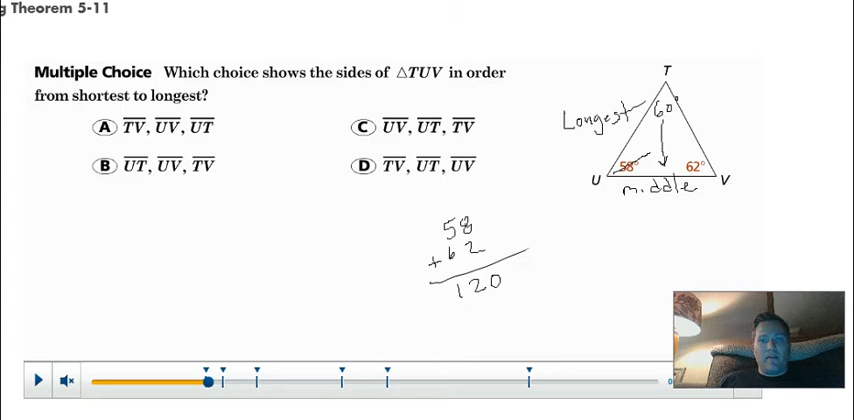 g Theorem 5-11
Multiple Choice Which choice shows the sides of △TUV in order
from shortest to longest?
A TV, UV, UT
C UV, UT, TV
B UT, UV, TV
D TV, UT, UV
T
Longest
60°
58°
62°
U
V
middle
58
+62
120